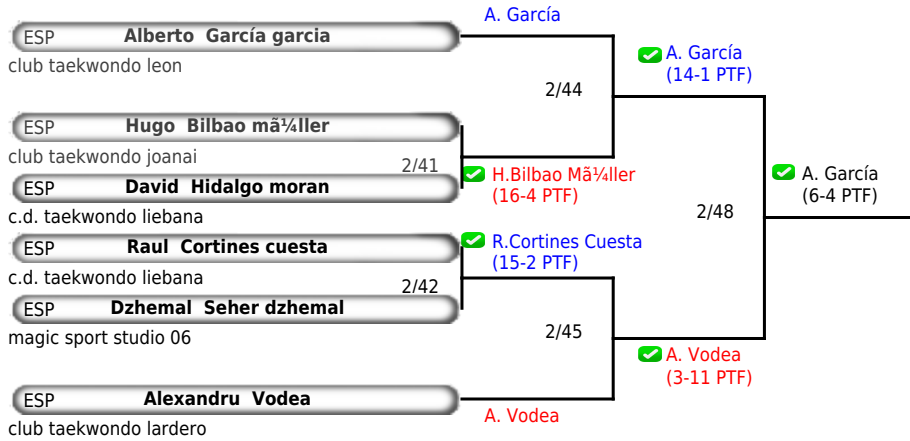 A. García
ESP Alberto García garcia
club taekwondo leon
A. García
(14-1 PTF)
2/44
ESP Hugo Bilbao mã¼ller
club taekwondo joanai
2/41
H.Bilbao Mã¼ller
(16-4 PTF)
ESP David Hidalgo moran
c.d. taekwondo liebana
A. García
(6-4 PTF)
2/48
ESP Raul Cortines cuesta
c.d. taekwondo liebana
R.Cortines Cuesta
(15-2 PTF)
2/42
ESP Dzhemal Seher dzhemal
magic sport studio 06
2/45
A. Vodea
(3-11 PTF)
ESP Alexandru Vodea
club taekwondo lardero
A. Vodea